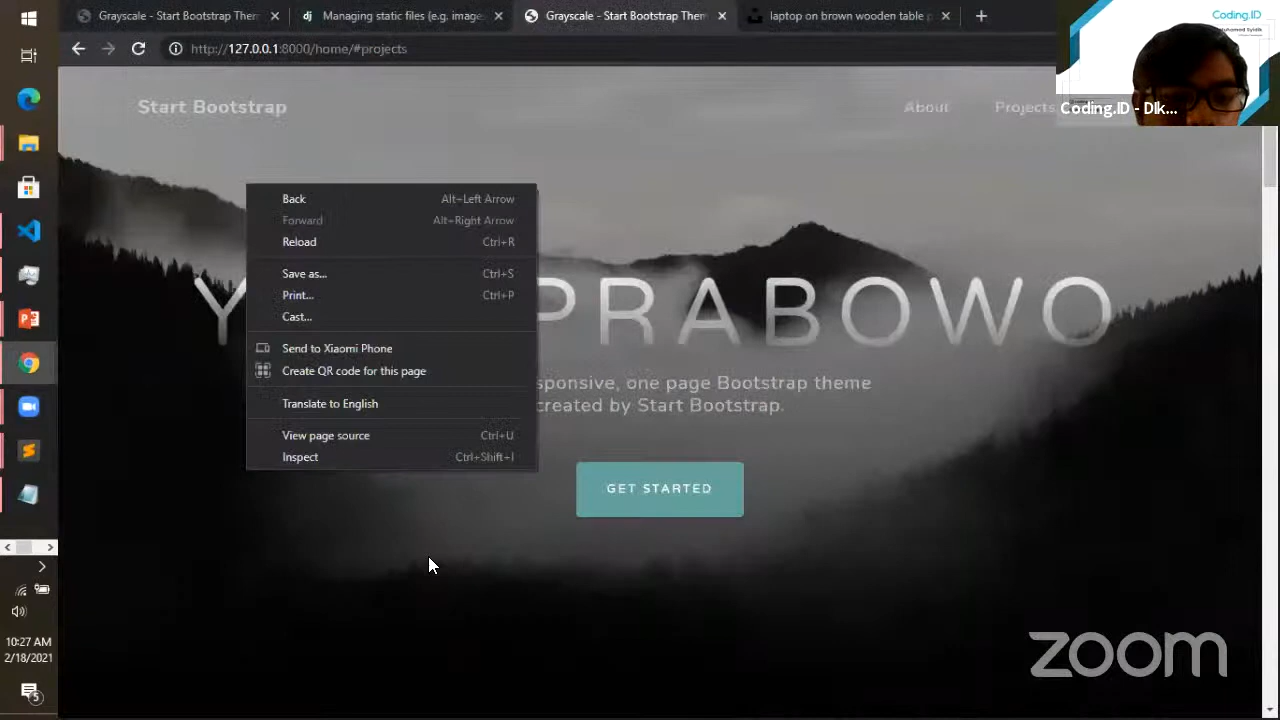 Grayscale - Start Bootstrap Them
Managing static files (e.g. image
Grayscale - Start Bootstrap Them
laptop on brown wooden table p
http://127.0.0.1:8000/home/#projects
Coding.ID
Coding.ID - Dik...
Start Bootstrap
About
Projects
Back Alt+Left Arrow
Forward Alt+Right Arrow
Reload Ctrl+R
Save as... Ctrl+S
Print... Ctrl+P
Cast...
Send to Xiaomi Phone
Create QR code for this page
Translate to English
View page source Ctrl+U
Inspect Ctrl+Shift+I
Y
PRABOWO
sponsive, one page Bootstrap theme
created by Start Bootstrap.
GET STARTED
10:27 AM
2/18/2021
5
zoom